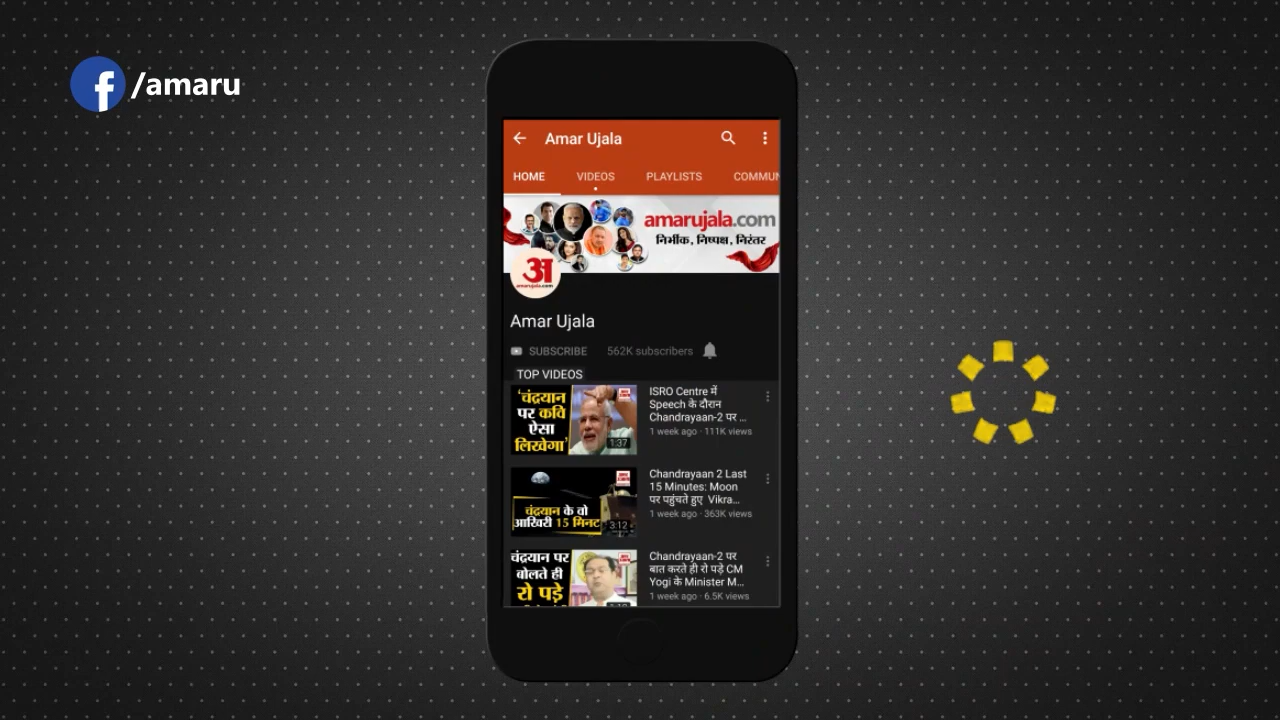 /amaru
Amar Ujala
HOME VIDEOS PLAYLISTS COMMUN
amarujala.com
निर्भीक, निष्पक्ष, निरंतर
अ
amarujala.com
Amar Ujala
SUBSCRIBE 562K subscribers
TOP VIDEOS
'चंद्रयान
पर कवि
ऐसा
लिखेगा'
1:37
ISRO Centre में
Speech के दौरान
Chandrayaan-2 पर ...
1 week ago · 111K views
चंद्रयान के वो
आखिरी 15 मिनट
3:12
Chandrayaan 2 Last
15 Minutes: Moon
पर पहुंचते हुए Vikra...
1 week ago · 363K views
चंद्रयान पर
बोलते ही
रो पड़े
Chandrayaan-2 पर
बात करते ही रो पड़े CM
Yogi के Minister M...
1 week ago · 6.5K views